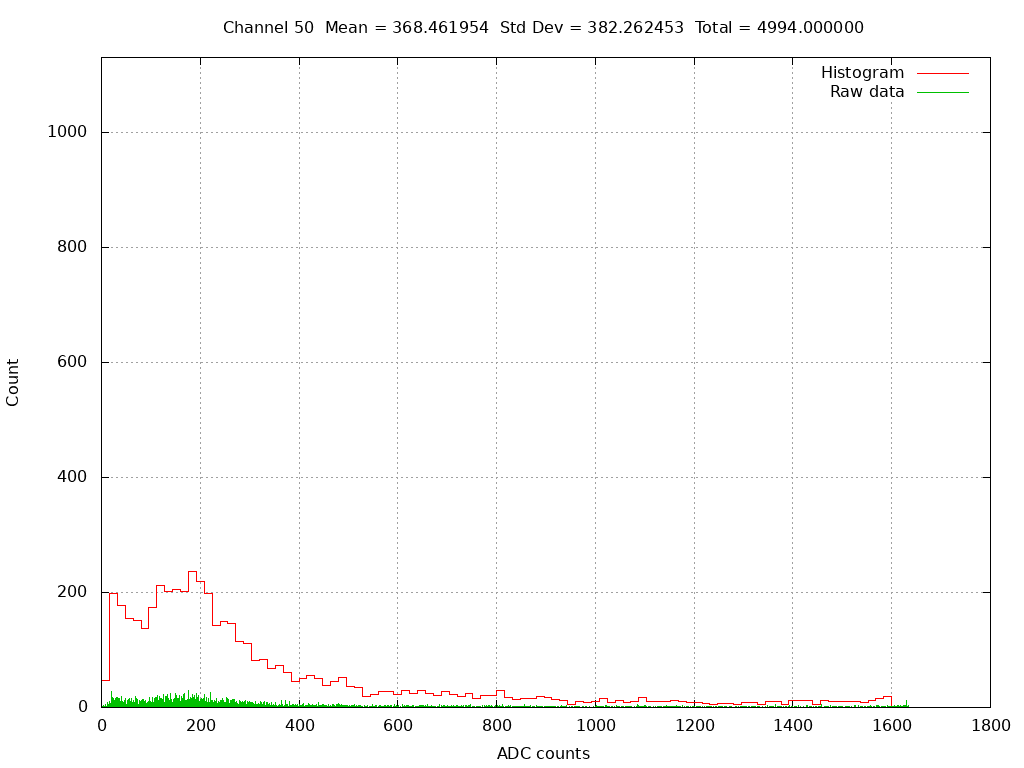 Channel 50  Mean = 368.461954  Std Dev = 382.262453  Total = 4994.000000
Histogram
Raw data
1000
800
600
400
200
0
Count
0 200 400 600 800 1000 1200 1400 1600 1800
ADC counts